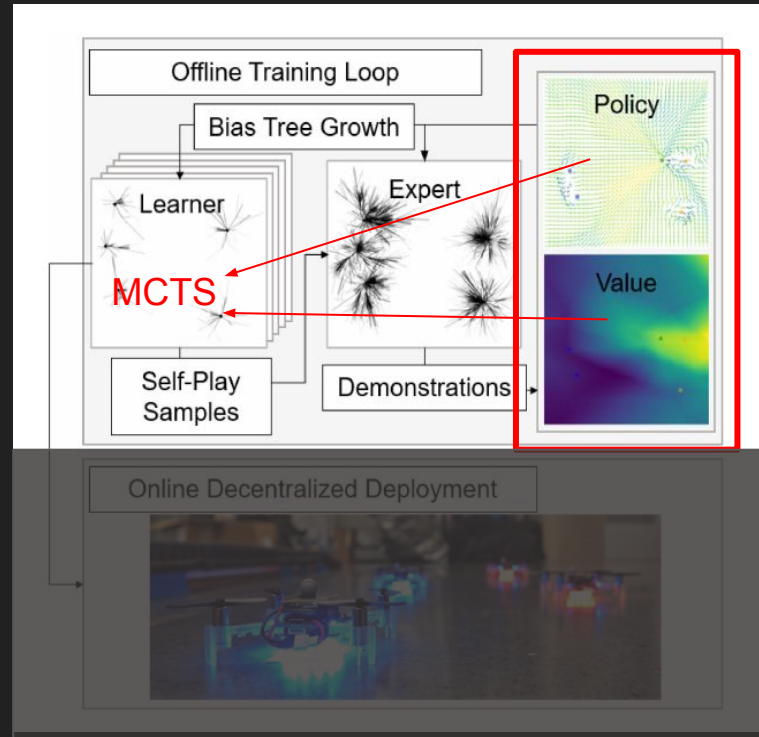 Offline Training Loop
Policy
Bias Tree Growth
Learner
Expert
MCTS
Value
Self-Play
Samples
Demonstrations
Online Decentralized Deployment